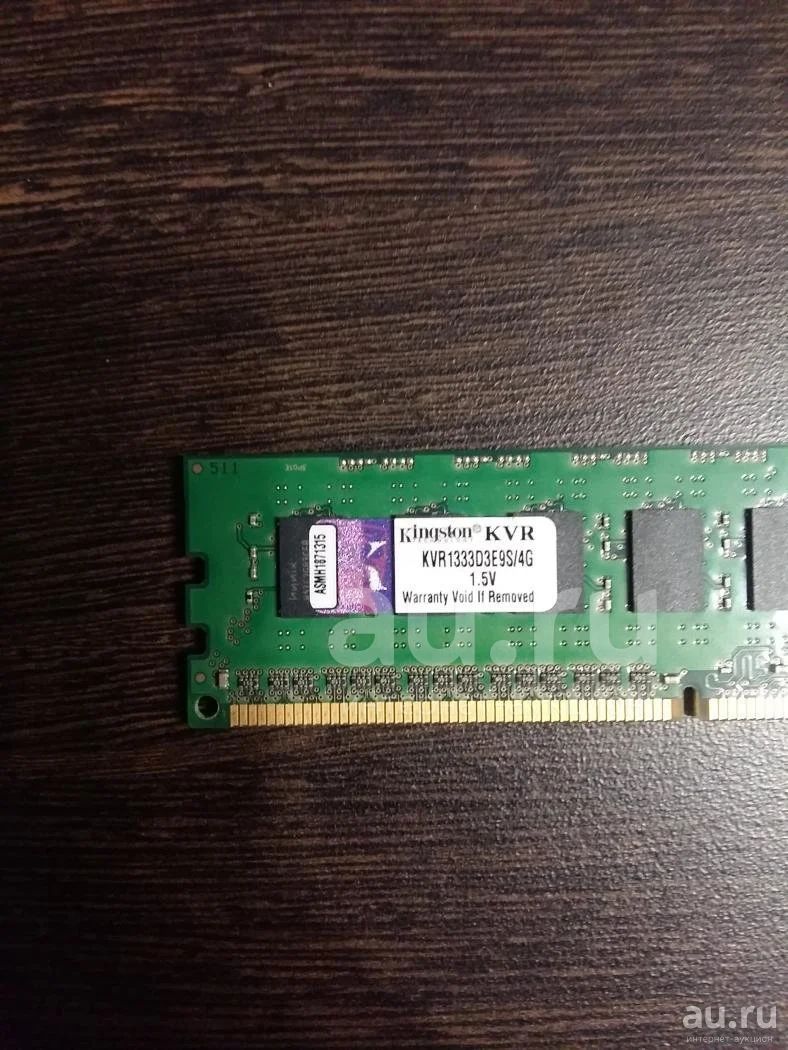 511
Kingston® KVR
KVR1333D3E9S/4G
1.5V
Warranty Void If Removed
ASMH1871315
au.ru
au.ru
интернет-аукцион